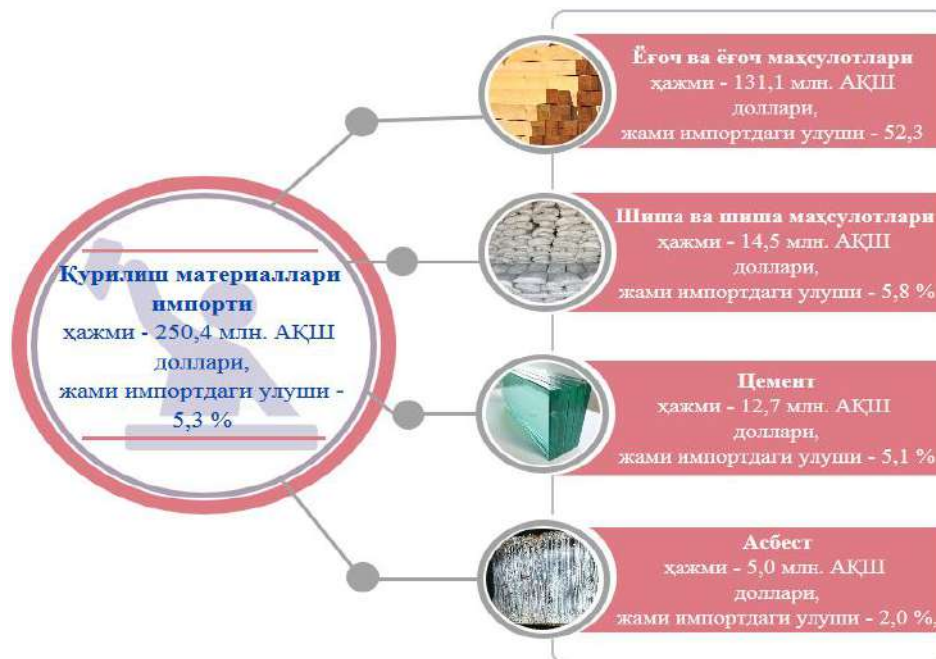 Қурилиш материаллари
импорти
ҳажми - 250,4 млн. АҚШ
доллари,
жами импортдаги улуши -
5,3 %
Ёғоч ва ёғоч маҳсулотлари
ҳажми - 131,1 млн. АҚШ
доллари,
жами импортдаги улуши - 52,3
Шиша ва шиша маҳсулотлари
ҳажми - 14,5 млн. АҚШ
доллари,
жами импортдаги улуши - 5,8 %
Цемент
ҳажми - 12,7 млн. АҚШ
доллари,
жами импортдаги улуши - 5,1 %
Асбест
ҳажми - 5,0 млн. АҚШ
доллари,
жами импортдаги улуши - 2,0 %,